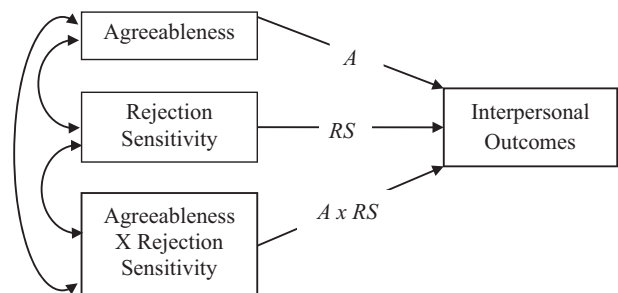 Agreeableness
A
Rejection
Sensitivity
RS
Interpersonal
Outcomes
Agreeableness
X Rejection
Sensitivity
A x RS